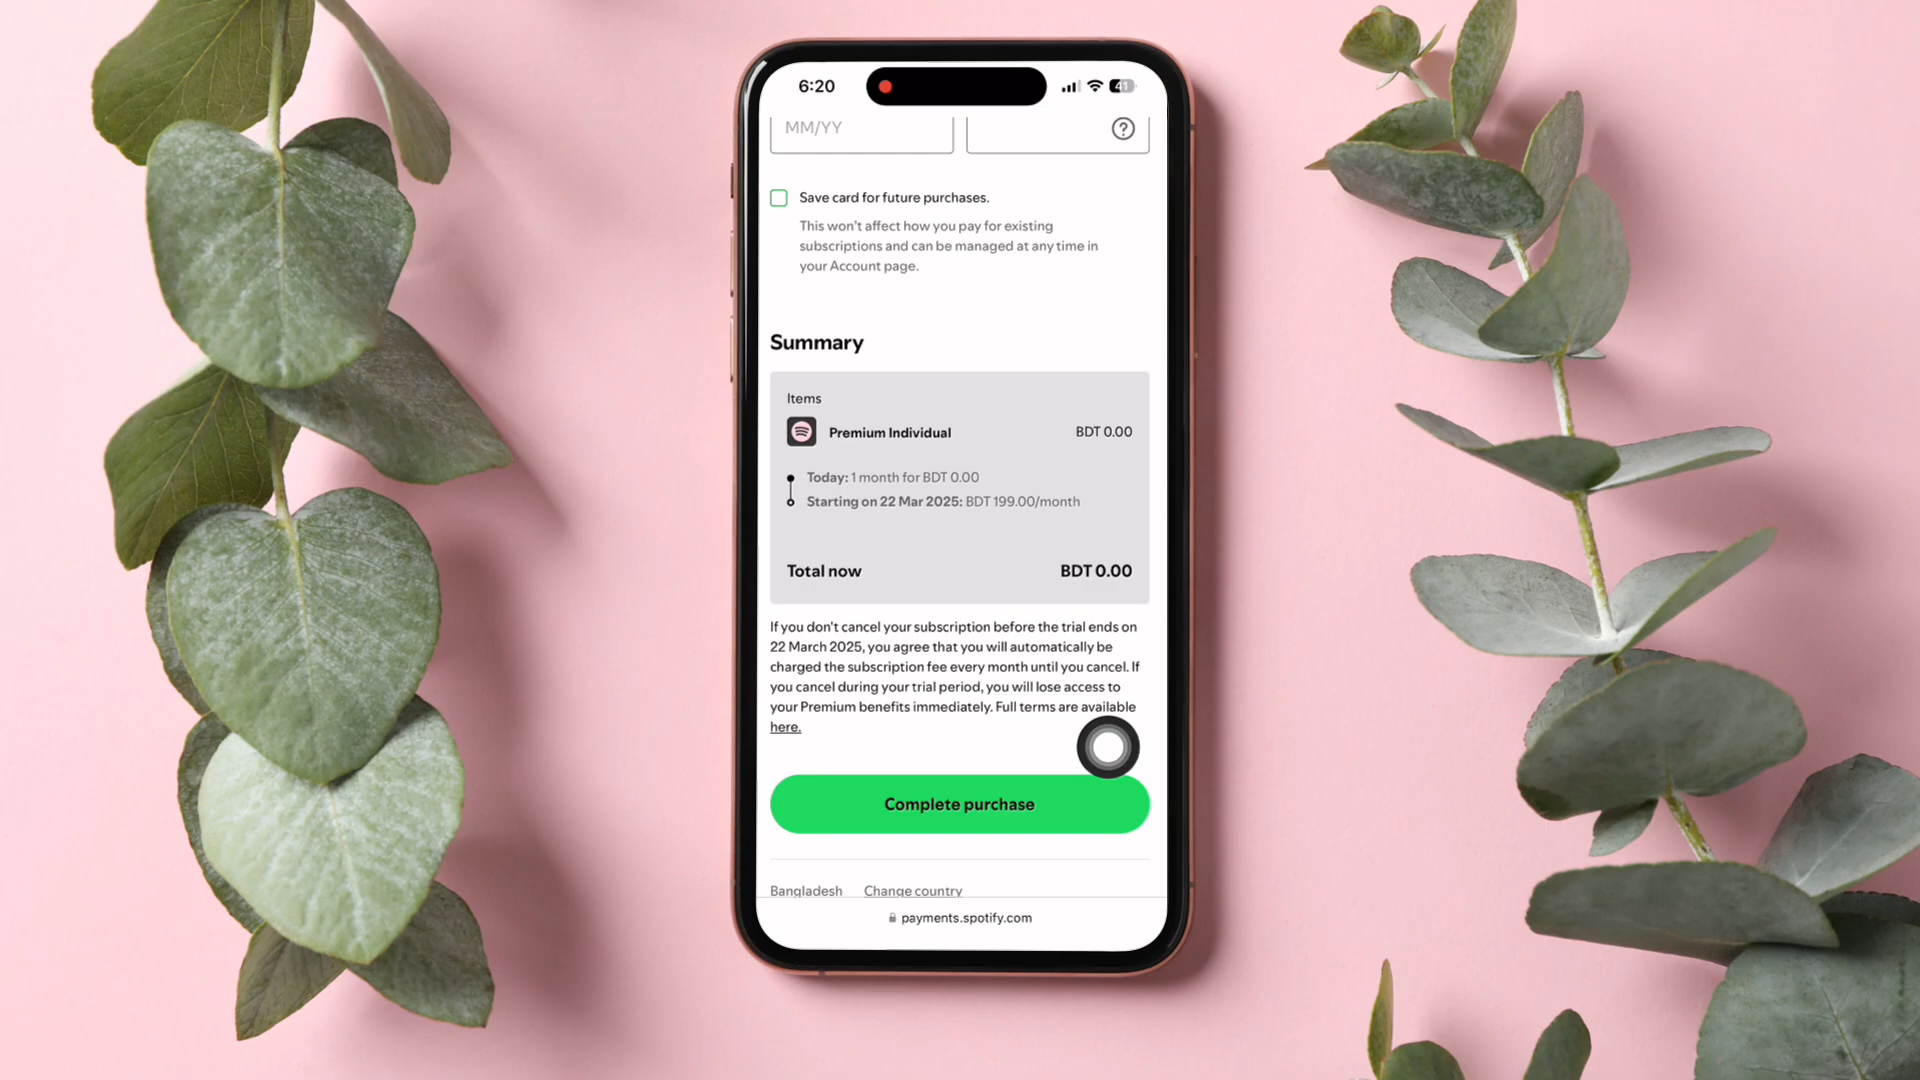 6:20
41
MM/YY
?
Save card for future purchases.
This won't affect how you pay for existing
subscriptions and can be managed at any time in
your Account page.
Summary
Items
Premium Individual BDT 0.00
Today: 1 month for BDT 0.00
Starting on 22 Mar 2025: BDT 199.00/month
Total now BDT 0.00
If you don't cancel your subscription before the trial ends on
22 March 2025, you agree that you will automatically be
charged the subscription fee every month until you cancel. If
you cancel during your trial period, you will lose access to
your Premium benefits immediately. Full terms are available
here.
Complete purchase
Bangladesh Change country
payments.spotify.com